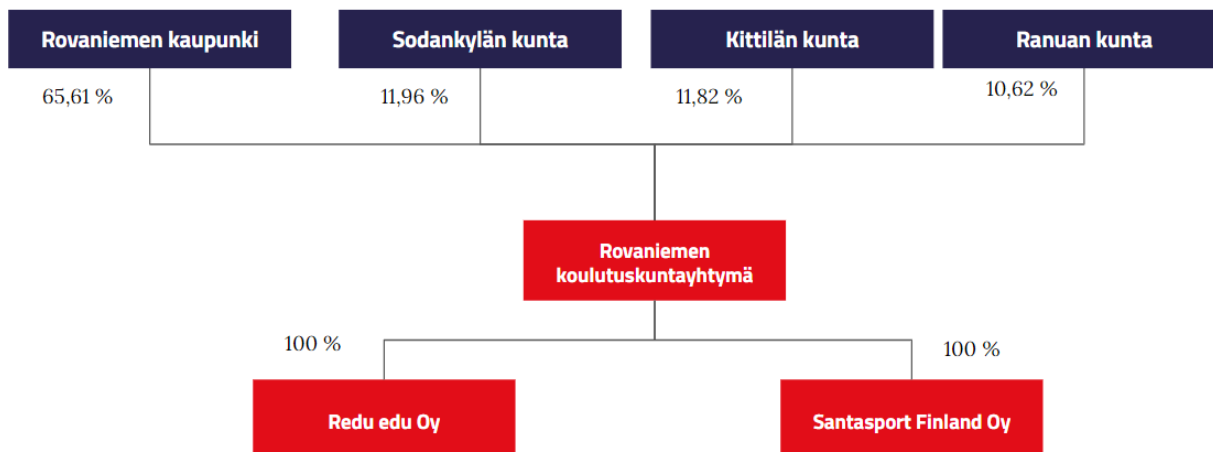 Rovaniemen kaupunki
Sodankylän kunta
Kittilän kunta
Ranuan kunta
65,61 %
11,96 %
11,82 %
10,62 %
Rovaniemen
koulutuskuntayhtymä
100 %
100 %
Redu edu Oy
Santasport Finland Oy